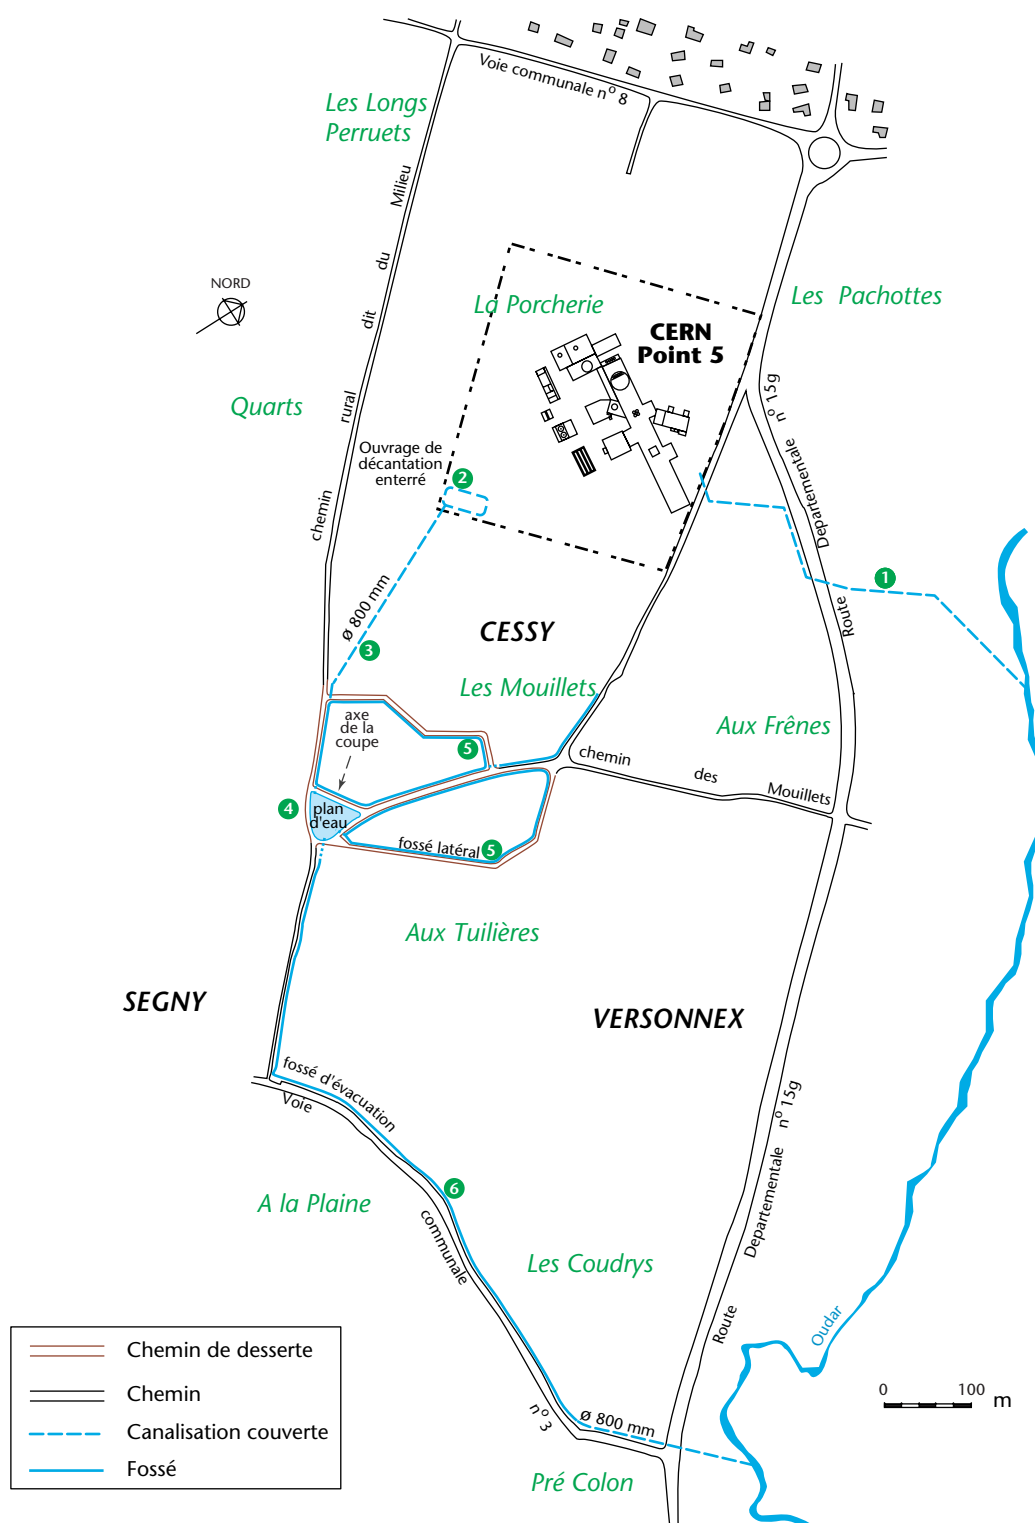 Voie communale nº 8
Les Longs
Perruets
chemin rural dit du Milieu
NORD
La Porcherie
Les Pachottes
CERN
Point 5
Quarts
Route Departementale nº 15g
Ouvrage de
décantation
enterré
2
1
ø 800 mm
3
CESSY
Les Mouillets
Aux Frênes
axe
de la
coupe
5
chemin des Mouillets
4
plan
d'eau
fossé latéral
5
Aux Tuilières
SEGNY
VERSONNEX
fossé d'évacuation
Voie communale nº 3
6
A la Plaine
Les Coudrys
Route Departementale nº 15g
Oudar
ø 800 mm
Pré Colon
Chemin de desserte
Chemin
Canalisation couverte
Fossé
0 100 m